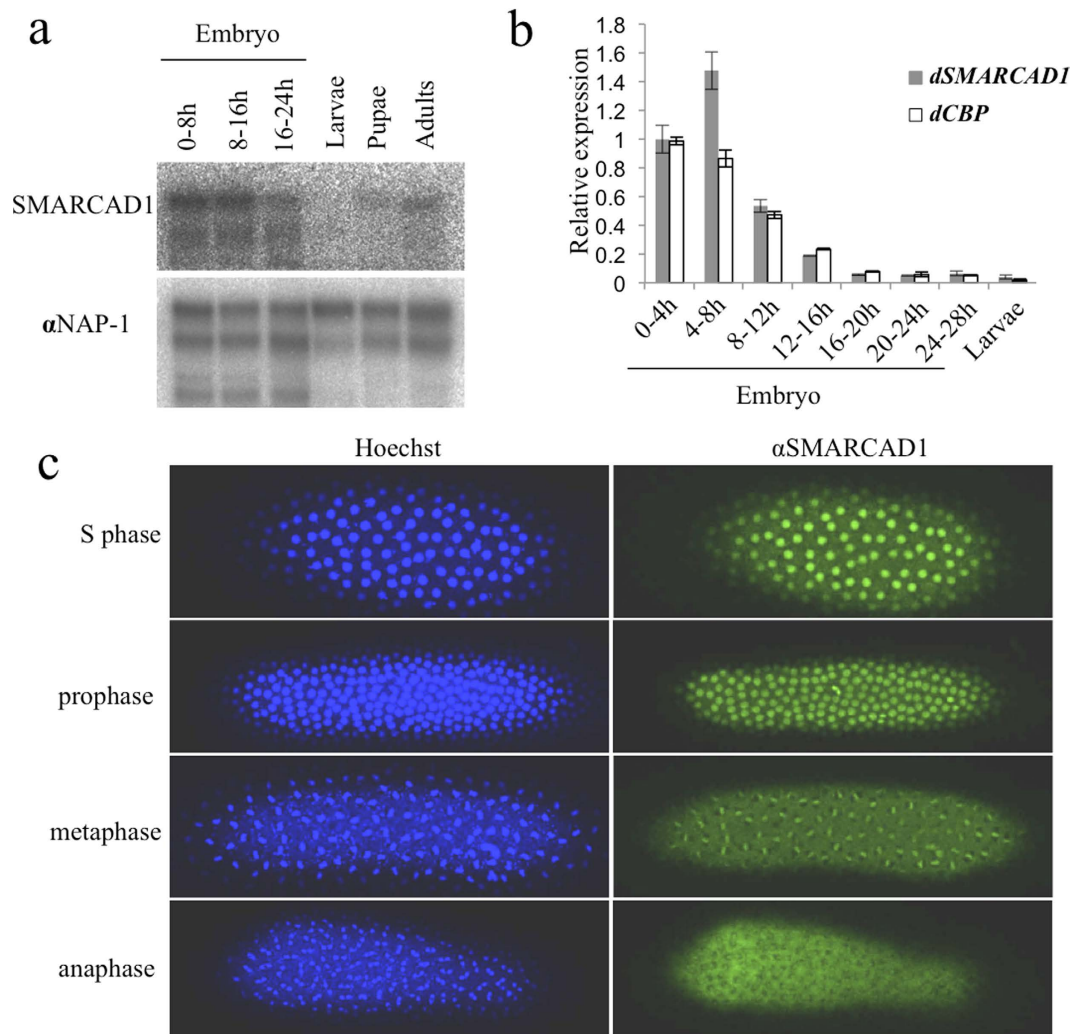 a
Embryo
0-8h
8-16h
16-24h
Larvae
Pupae
Adults
SMARCAD1
αNAP-1
b
1.8
1.6
1.4
1.2
1
0.8
0.6
0.4
0.2
0
Relative expression
dSMARCAD1
dCBP
0-4h
4-8h
8-12h
12-16h
16-20h
20-24h
24-28h
Larvae
Embryo
c
Hoechst
αSMARCAD1
S phase
prophase
metaphase
anaphase